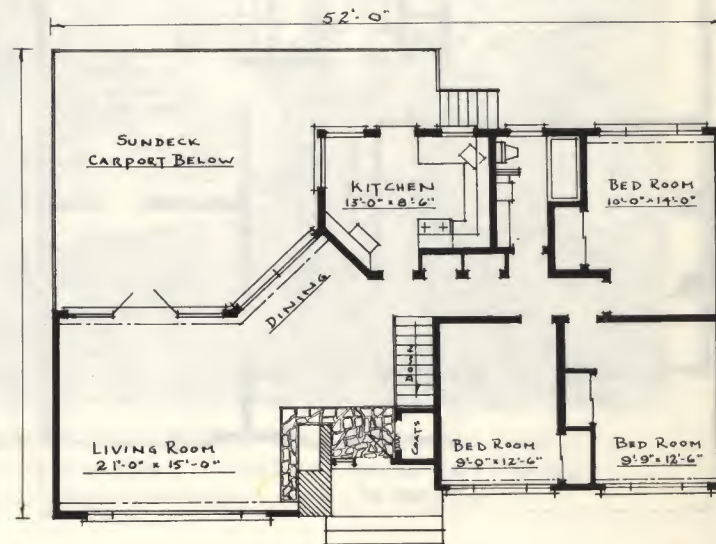 52'-0"
SUNDECK
CARPORT BELOW
KITCHEN
13'-0" x 8'-6"
BED ROOM
10'-0" x 14'-0"
DINING
DOWN
LIVING ROOM
21'-0" x 15'-0"
COATS
BED ROOM
9'-0" x 12'-6"
BED ROOM
9'-9" x 12'-6"